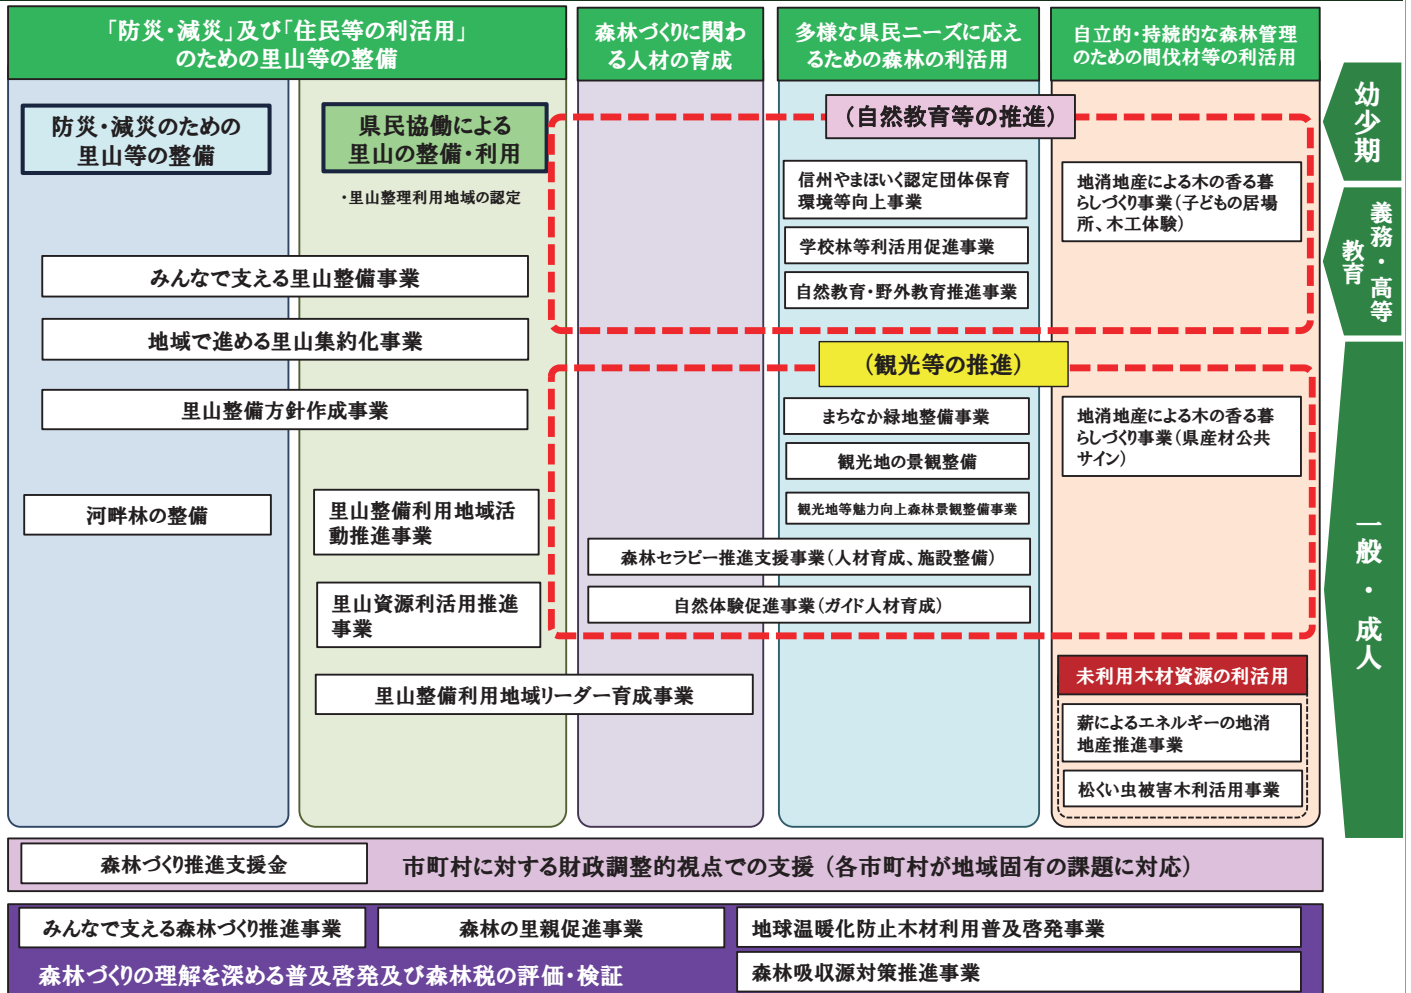 「防災・減災」及び「住民等の利活用」
のための里山等の整備
森林づくりに関わ
る人材の育成
多様な県民ニーズに応え
るための森林の利活用
自立的・持続的な森林管理
のための間伐材等の利活用
幼少期
義務・高等
教育
一般・成人
防災・減災のための
里山等の整備
県民協働による
里山の整備・利用
・里山整理利用地域の認定
みんなで支える里山整備事業
地域で進める里山集約化事業
里山整備方針作成事業
河畔林の整備
里山整備利用地域活
動推進事業
里山資源利活用推進
事業
里山整備利用地域リーダー育成事業
（自然教育等の推進）
信州やまほいく認定団体保育
環境等向上事業
学校林等利活用促進事業
自然教育・野外教育推進事業
地消地産による木の香る暮
らしづくり事業（子どもの居場
所、木工体験）
（観光等の推進）
まちなか緑地整備事業
観光地の景観整備
観光地等魅力向上森林景観整備事業
森林セラピー推進支援事業（人材育成、施設整備）
自然体験促進事業（ガイド人材育成）
地消地産による木の香る暮
らしづくり事業（県産材公共
サイン）
未利用木材資源の利活用
薪によるエネルギーの地消
地産推進事業
松くい虫被害木利活用事業
森林づくり推進支援金
市町村に対する財政調整的視点での支援（各市町村が地域固有の課題に対応）
みんなで支える森林づくり推進事業
森林の里親促進事業
地球温暖化防止木材利用普及啓発事業
森林づくりの理解を深める普及啓発及び森林税の評価・検証
森林吸収源対策推進事業